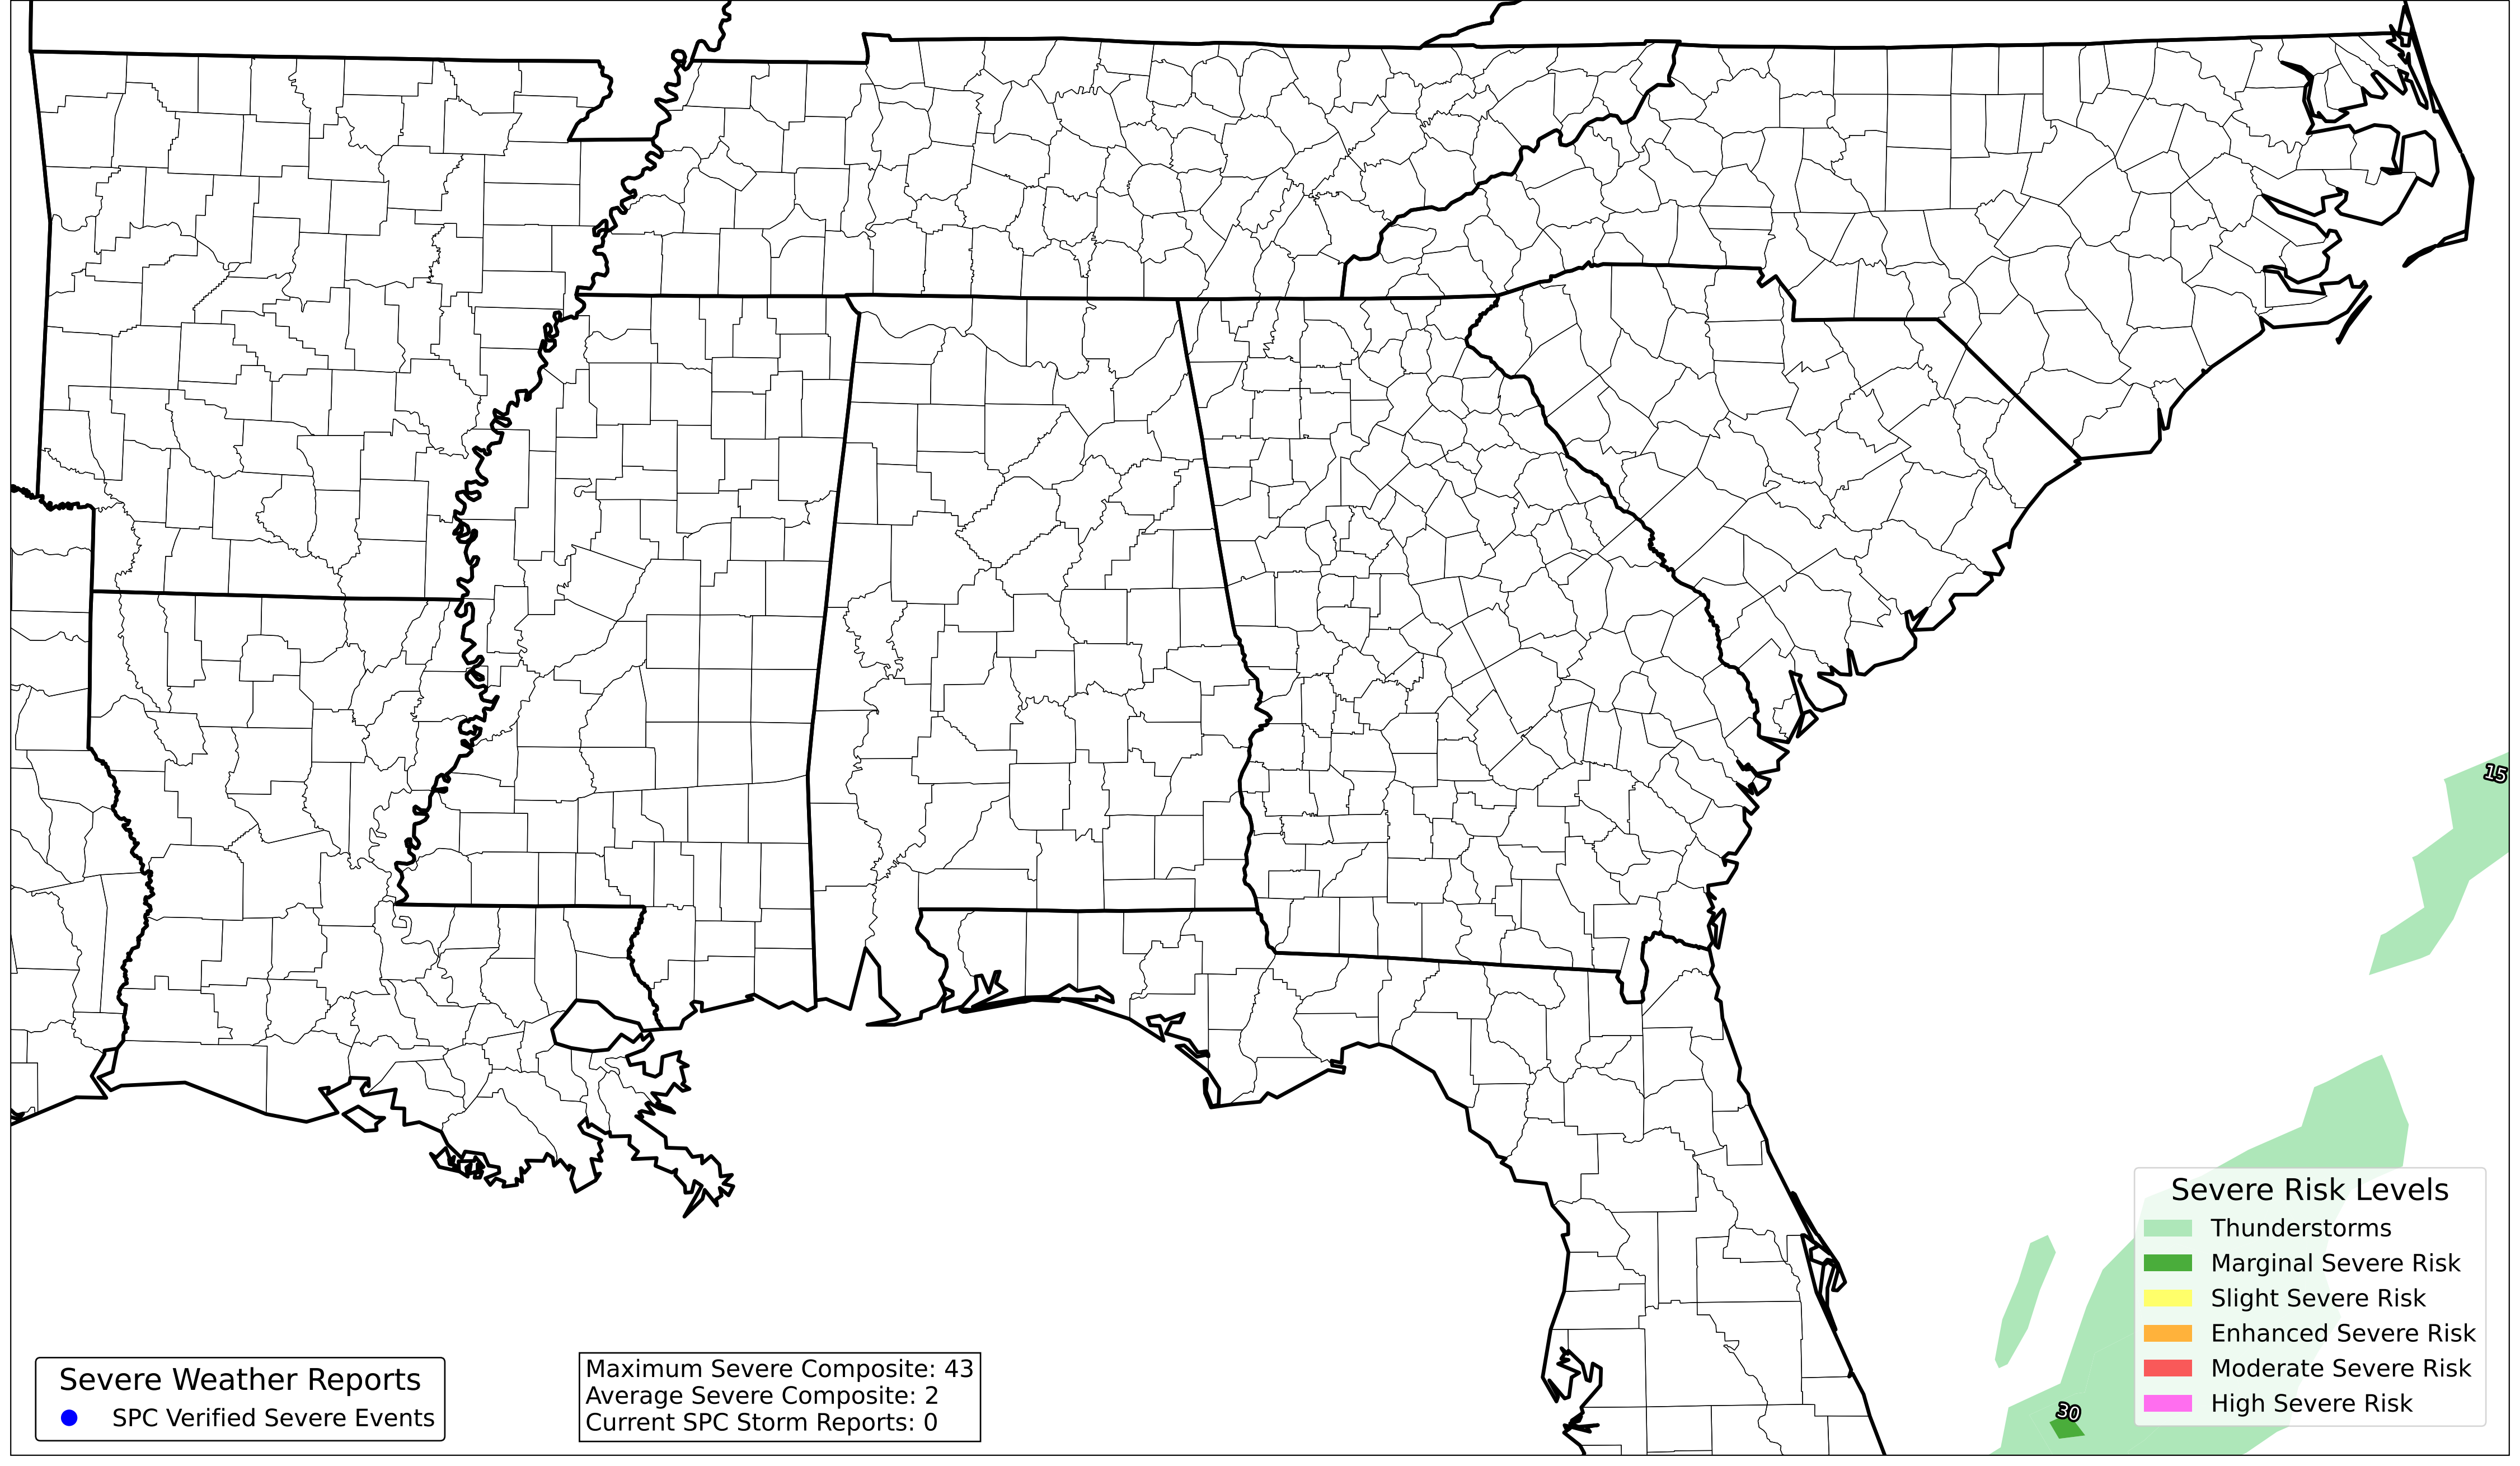 15
Severe Risk Levels
Thunderstorms
Marginal Severe Risk
Slight Severe Risk
Enhanced Severe Risk
Moderate Severe Risk
High Severe Risk
30
Severe Weather Reports
SPC Verified Severe Events
Maximum Severe Composite: 43
Average Severe Composite: 2
Current SPC Storm Reports: 0